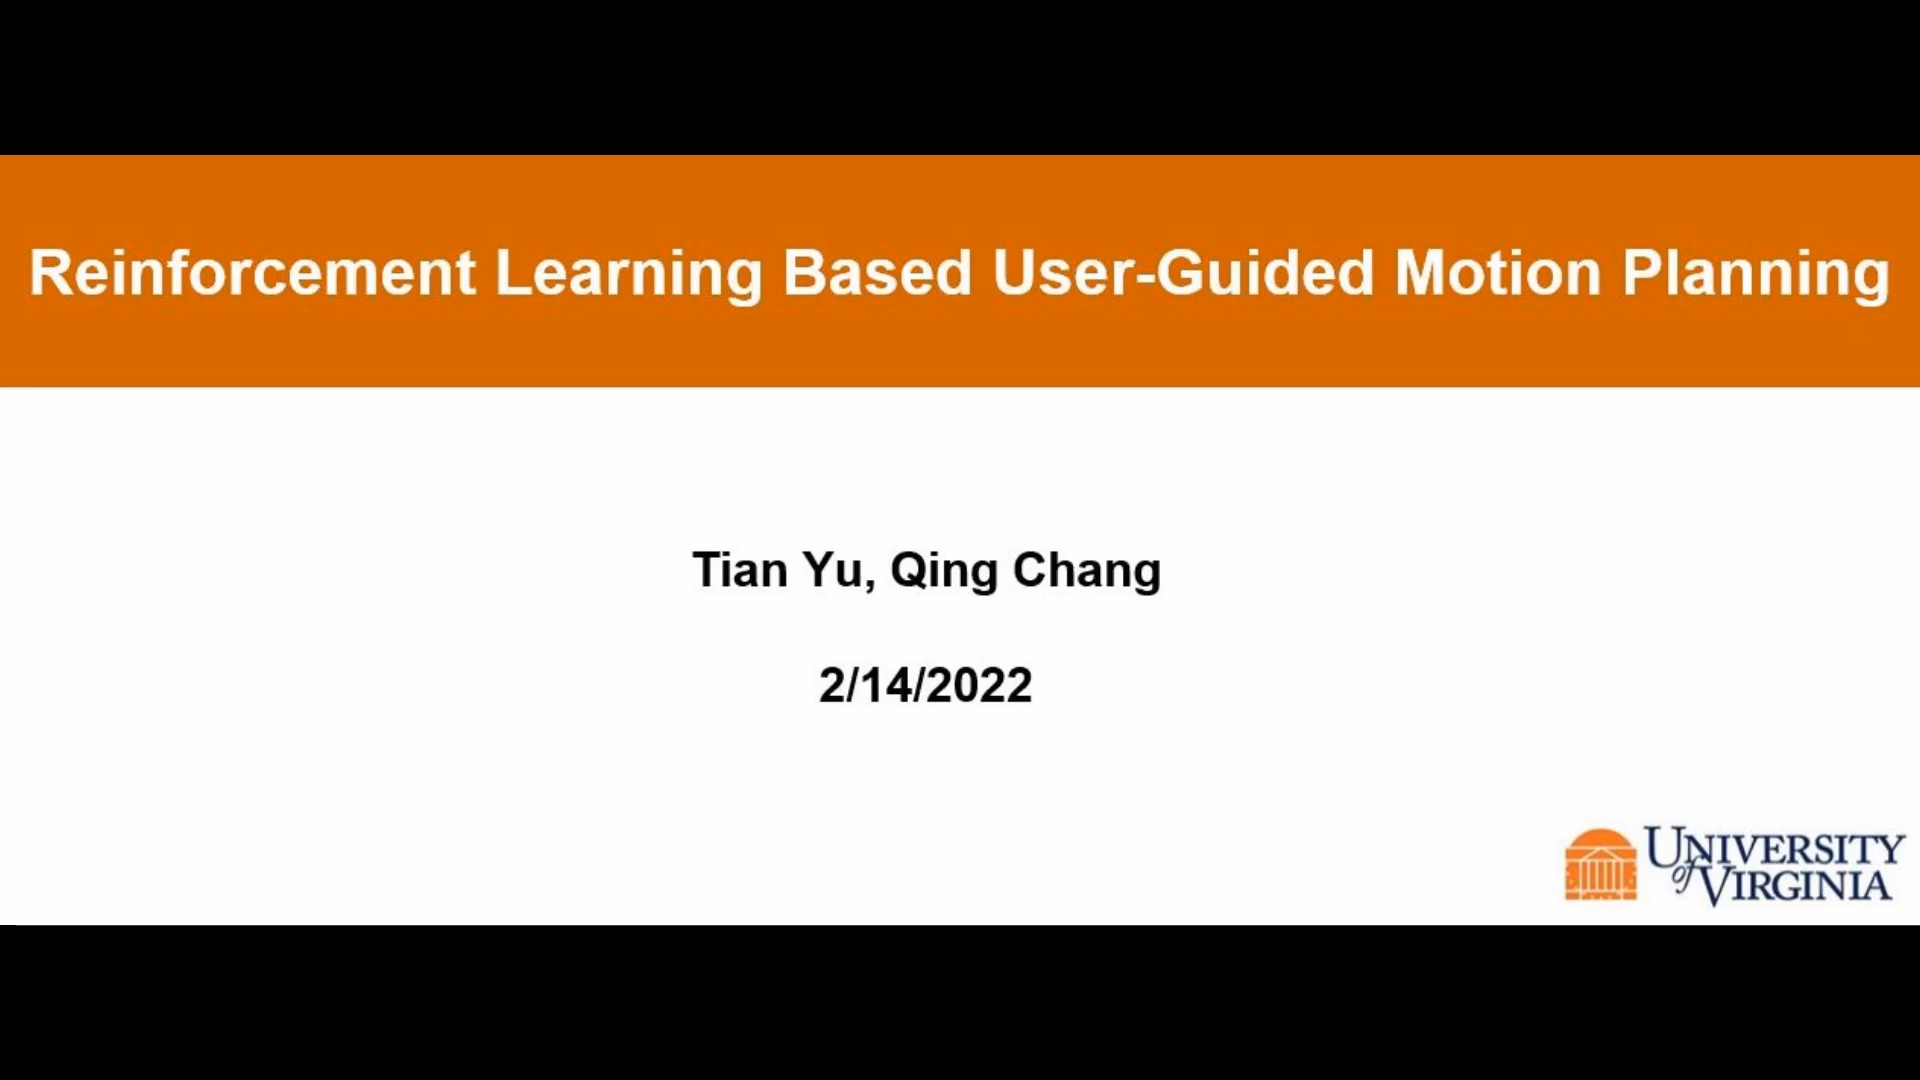 Reinforcement Learning Based User-Guided Motion Planning
Tian Yu, Qing Chang
2/14/2022
UNIVERSITY
of VIRGINIA